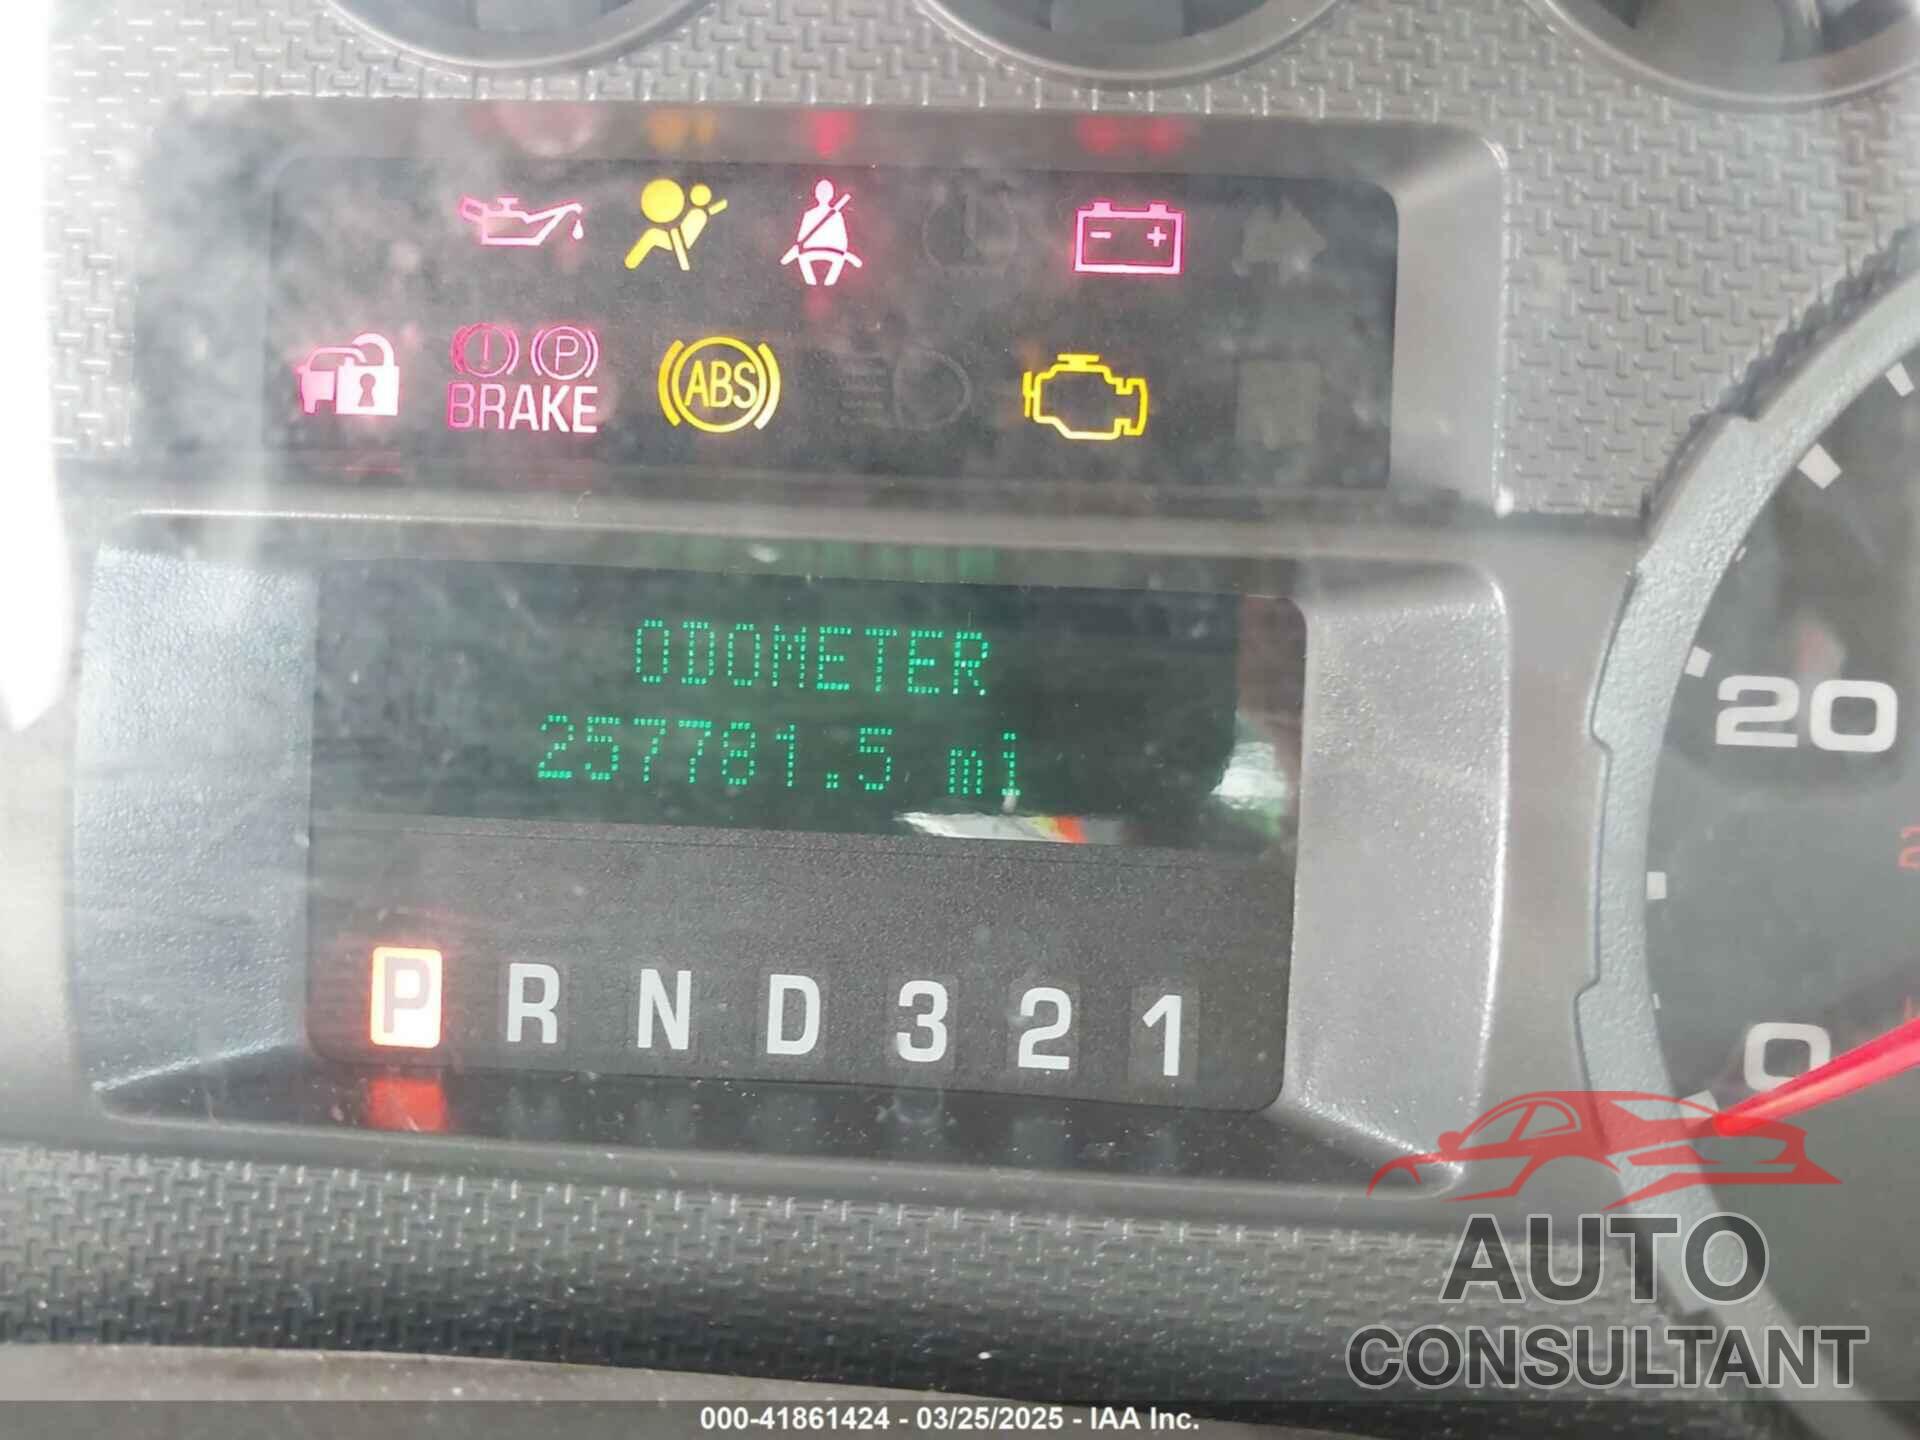 - +
! P
BRAKE
ABS
ODOMETER
257781.5 mi
P R N D 3 2 1
20
0
AUTO
CONSULTANT
000-41861424 - 03/25/2025 - IAA Inc.